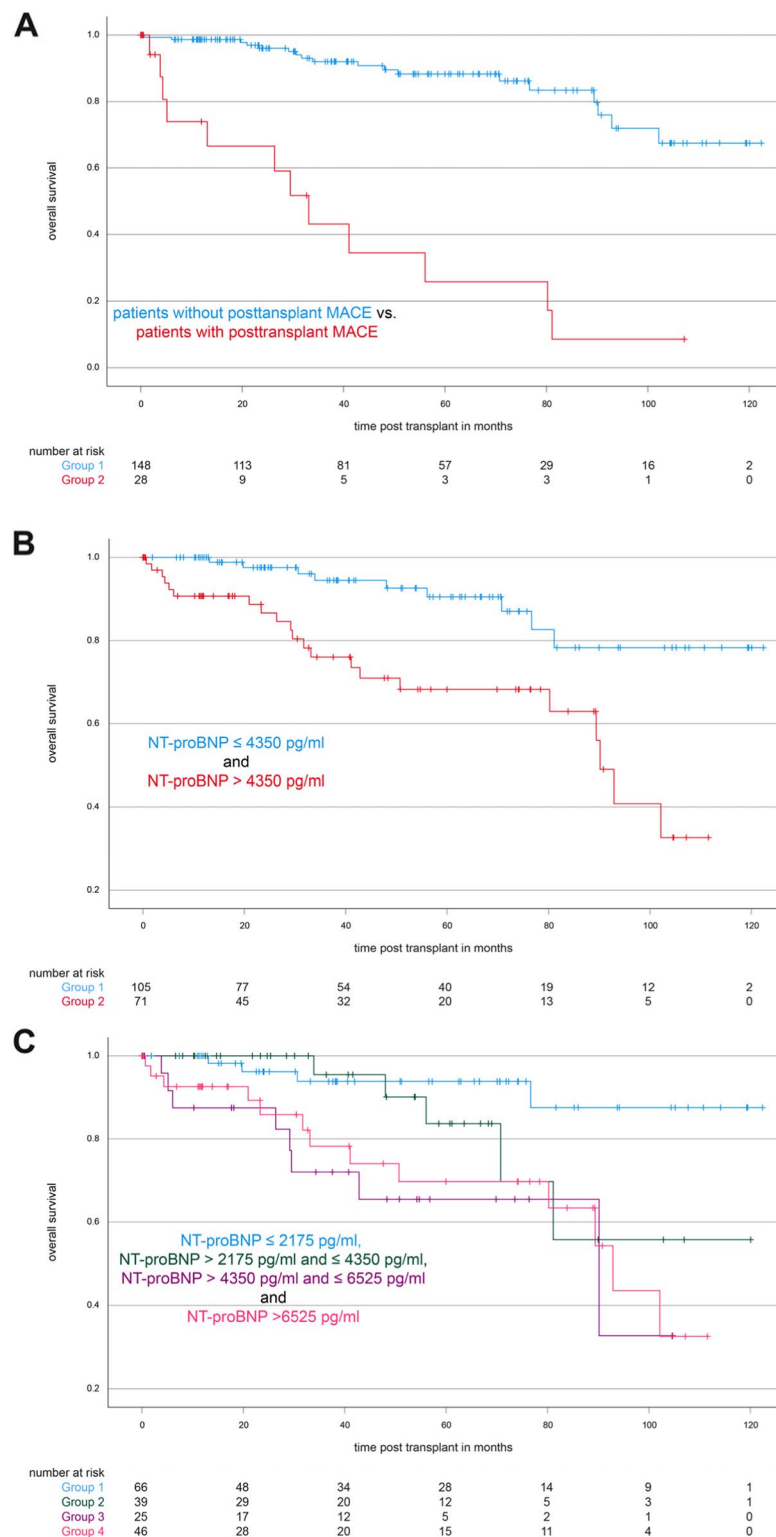 A
1.0
0.8
0.6
0.4
0.2
0.0
overall survival
patients without posttransplant MACE vs.
patients with posttransplant MACE
0 20 40 60 80 100 120
time post transplant in months
number at risk
Group 1 148 113 81 57 29 16 2
Group 2 28 9 5 3 3 1 0
B
1.0
0.8
0.6
0.4
0.2
overall survival
NT-proBNP ≤ 4350 pg/ml
and
NT-proBNP > 4350 pg/ml
0 20 40 60 80 100 120
time post transplant in months
number at risk
Group 1 105 77 54 40 19 12 2
Group 2 71 45 32 20 13 5 0
C
1.0
0.8
0.6
0.4
0.2
overall survival
NT-proBNP ≤ 2175 pg/ml,
NT-proBNP > 2175 pg/ml and ≤ 4350 pg/ml,
NT-proBNP > 4350 pg/ml and ≤ 6525 pg/ml
and
NT-proBNP >6525 pg/ml
0 20 40 60 80 100 120
time post transplant in months
number at risk
Group 1 66 48 34 28 14 9 1
Group 2 39 29 20 12 5 3 1
Group 3 25 17 12 5 2 1 0
Group 4 46 28 20 15 11 4 0